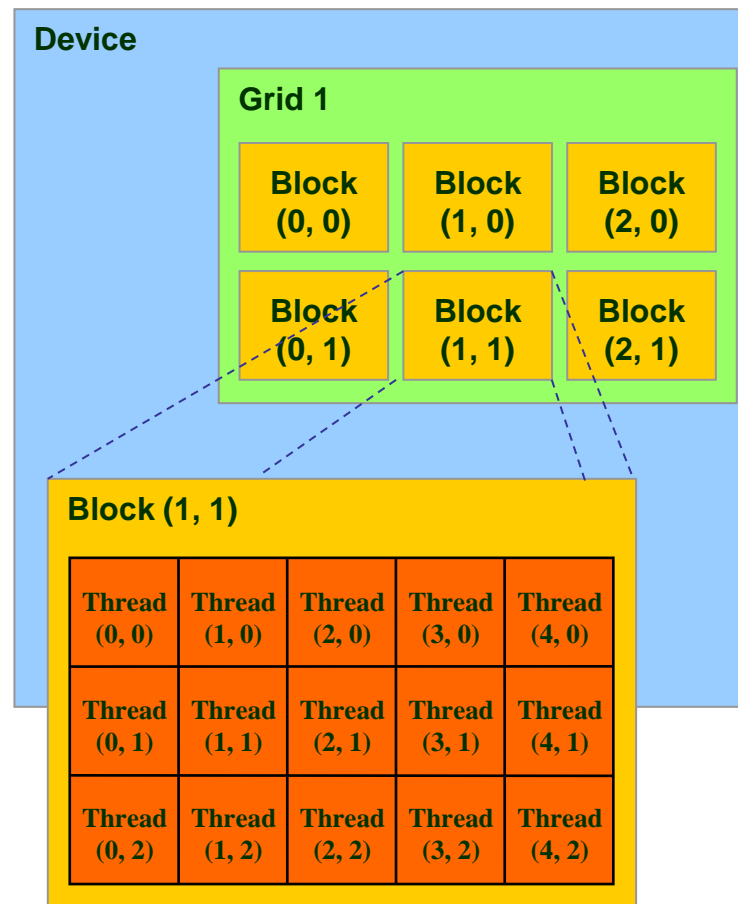 Device
Grid 1
Block
(0, 0)
Block
(1, 0)
Block
(2, 0)
Block
(0, 1)
Block
(1, 1)
Block
(2, 1)
Block (1, 1)
Thread
(0, 0)
Thread
(1, 0)
Thread
(2, 0)
Thread
(3, 0)
Thread
(4, 0)
Thread
(0, 1)
Thread
(1, 1)
Thread
(2, 1)
Thread
(3, 1)
Thread
(4, 1)
Thread
(0, 2)
Thread
(1, 2)
Thread
(2, 2)
Thread
(3, 2)
Thread
(4, 2)